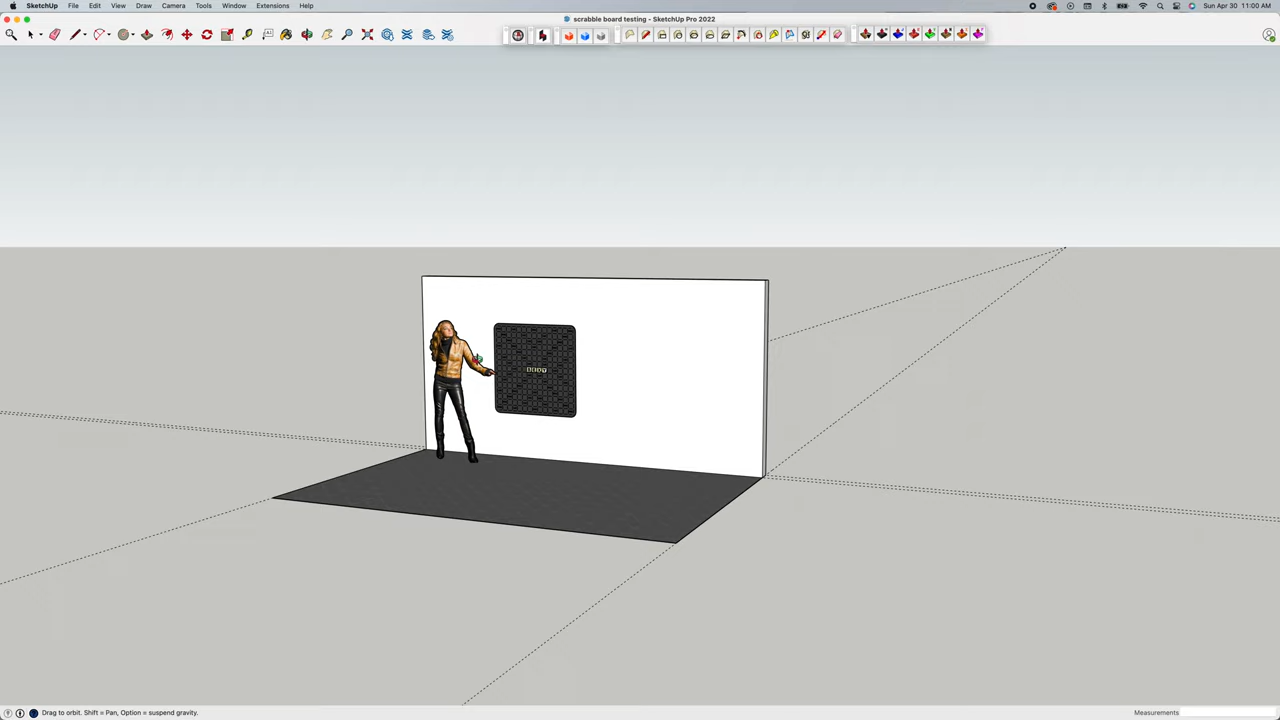 SketchUp File Edit View Draw Camera Tools Window Extensions Help
Sun Apr 30 11:00 AM
scrabble board testing - SketchUp Pro 2022
Drag to orbit. Shift = Pan, Option = suspend gravity.
Measurements